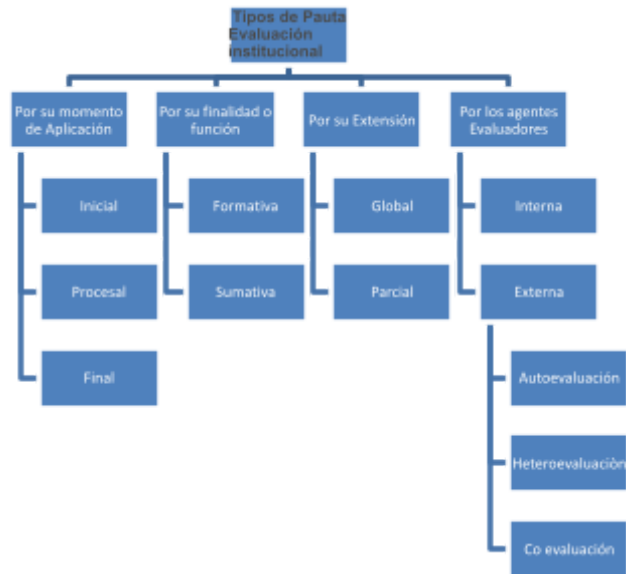 Tipos de Pauta
Evaluación
institucional
Por su momento
de Aplicación
Por su finalidad o
función
Por su Extensión
Por los agentes
Evaluadores
Inicial
Formativa
Global
Interna
Procesal
Sumativa
Parcial
Externa
Final
Autoevaluación
Heteroevaluaciòn
Co evaluación